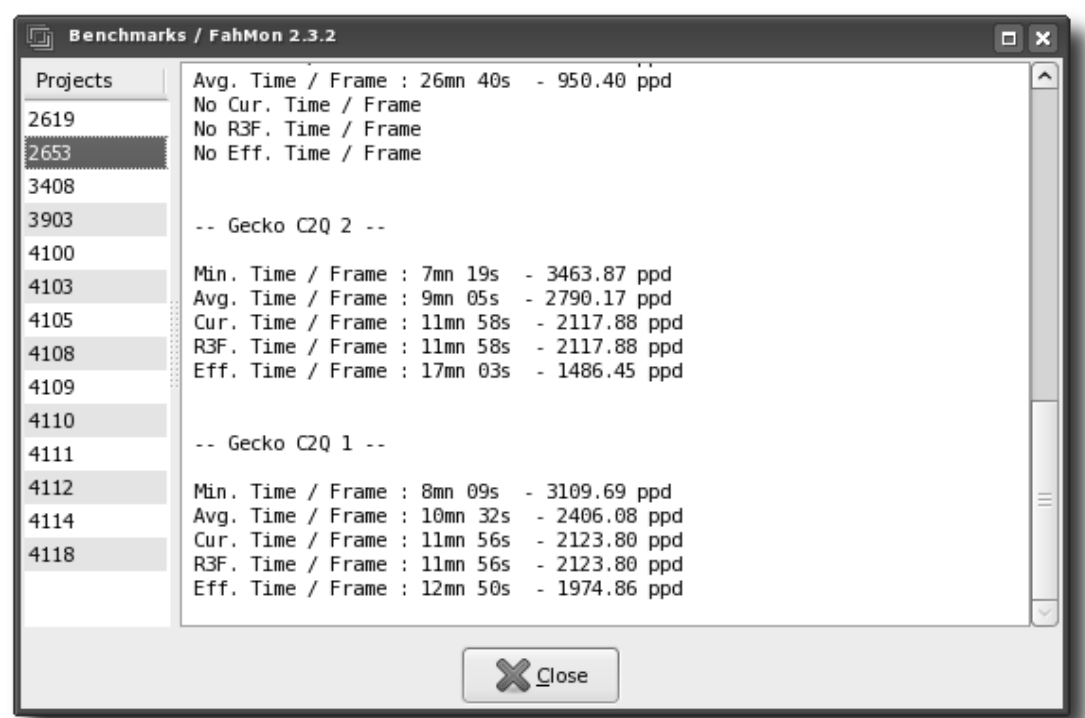 Benchmarks / FahMon 2.3.2
Projects
2619
2653
3408
3903
4100
4103
4105
4108
4109
4110
4111
4112
4114
4118
Avg. Time / Frame : 26mn 40s  - 950.40 ppd
No Cur. Time / Frame
No R3F. Time / Frame
No Eff. Time / Frame
-- Gecko C2Q 2 --
Min. Time / Frame : 7mn 19s  - 3463.87 ppd
Avg. Time / Frame : 9mn 05s  - 2790.17 ppd
Cur. Time / Frame : 11mn 58s  - 2117.88 ppd
R3F. Time / Frame : 11mn 58s  - 2117.88 ppd
Eff. Time / Frame : 17mn 03s  - 1486.45 ppd
-- Gecko C2Q 1 --
Min. Time / Frame : 8mn 09s  - 3109.69 ppd
Avg. Time / Frame : 10mn 32s  - 2406.08 ppd
Cur. Time / Frame : 11mn 56s  - 2123.80 ppd
R3F. Time / Frame : 11mn 56s  - 2123.80 ppd
Eff. Time / Frame : 12mn 50s  - 1974.86 ppd
Close